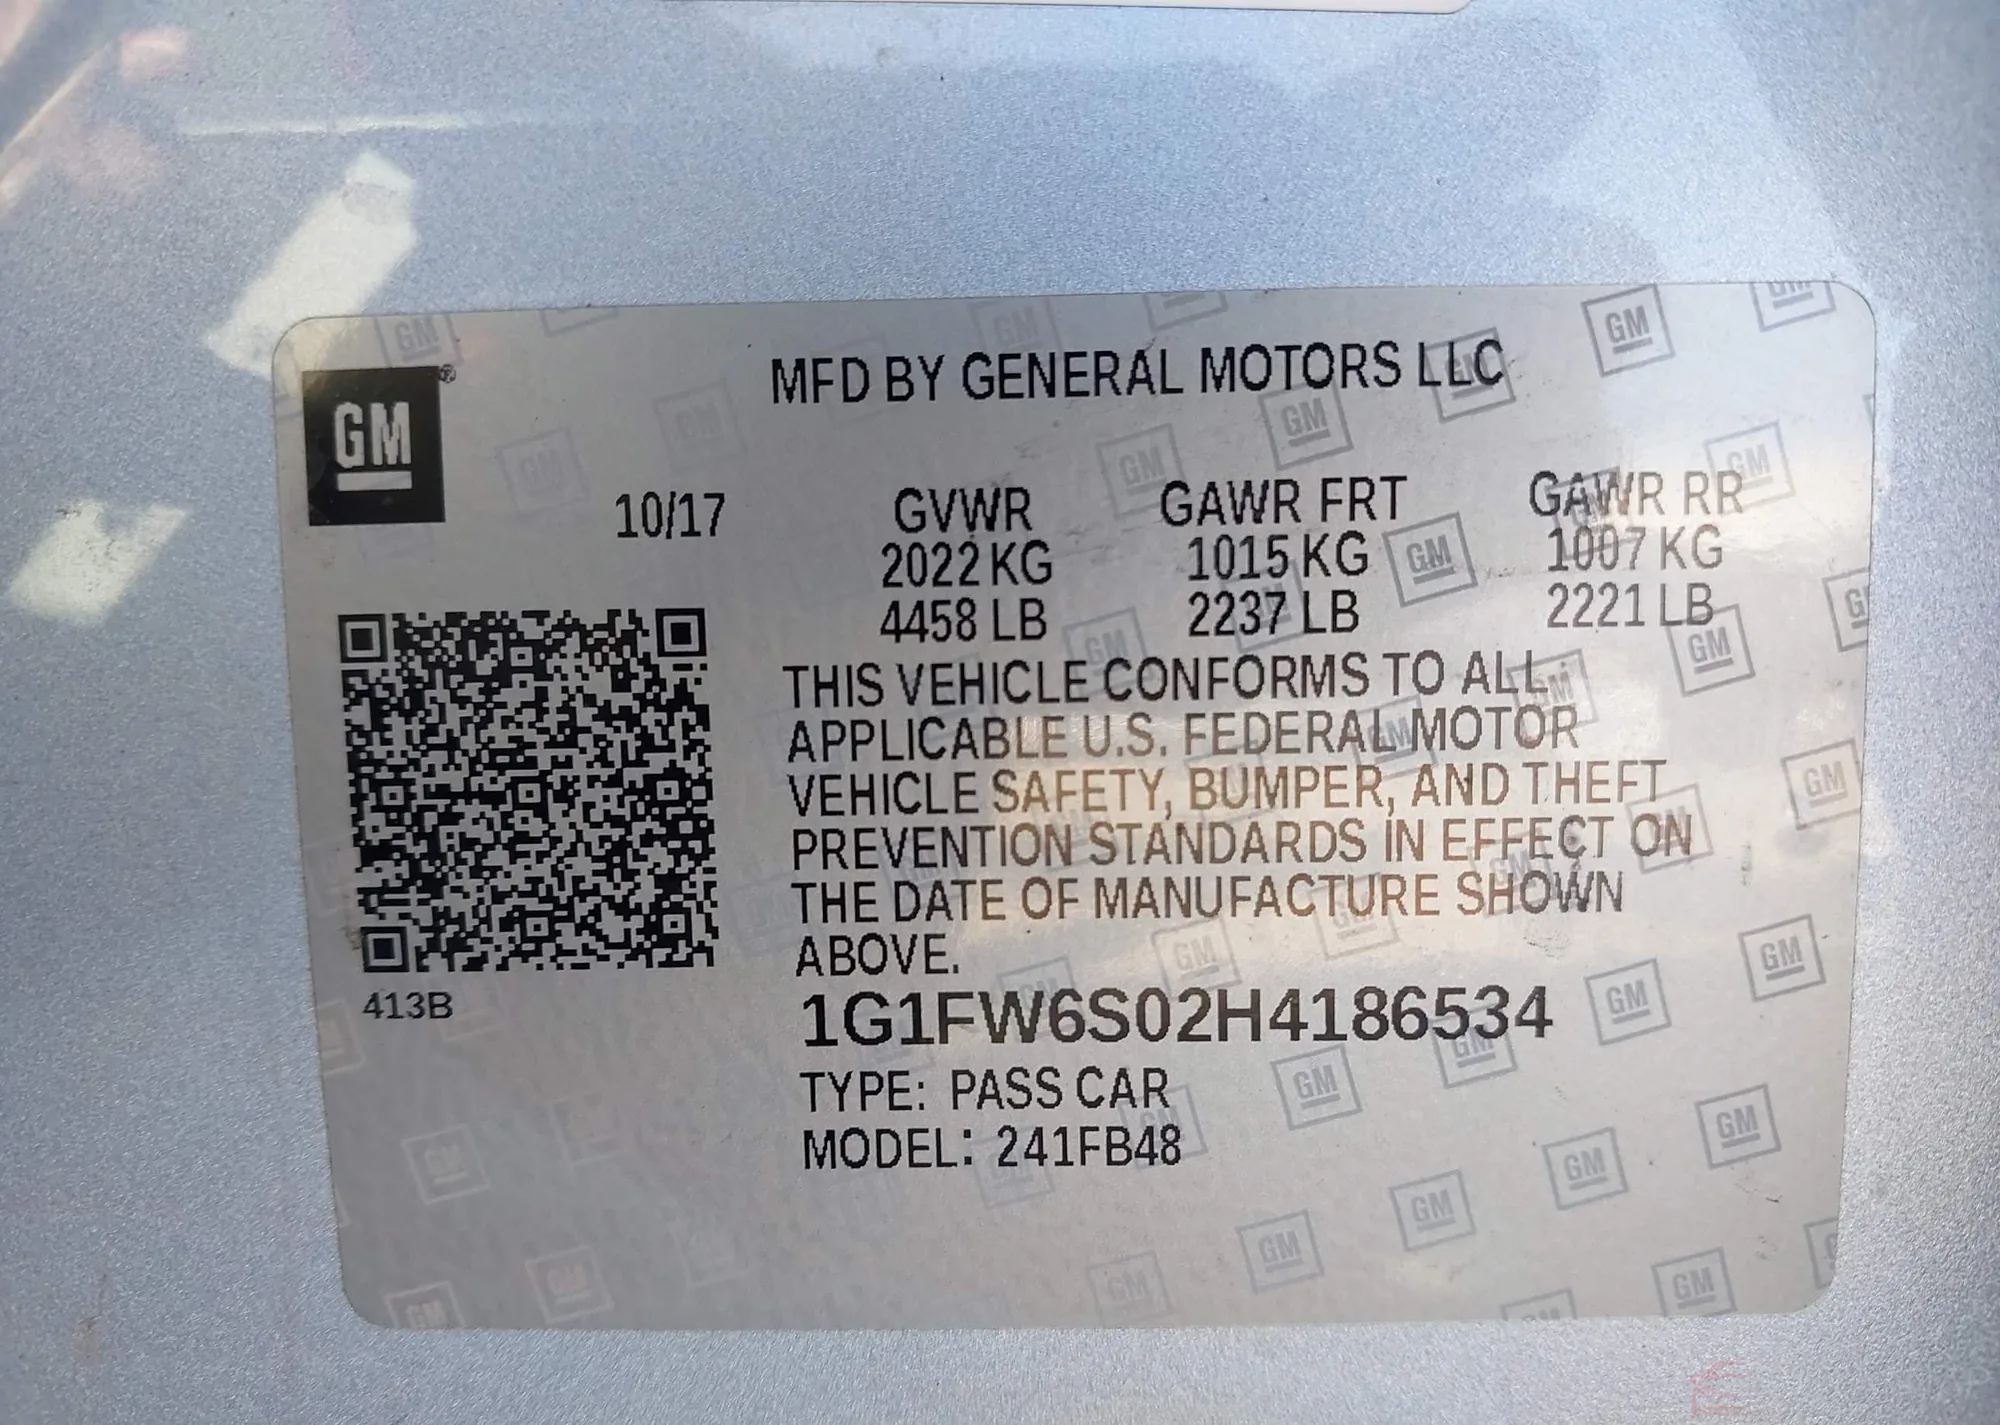 GM ®
MFD BY GENERAL MOTORS LLC
10/17
GVWR GAWR FRT GAWR RR
2022 KG 1015 KG 1007 KG
4458 LB 2237 LB 2221 LB
THIS VEHICLE CONFORMS TO ALL
APPLICABLE U.S. FEDERAL MOTOR
VEHICLE SAFETY, BUMPER, AND THEFT
PREVENTION STANDARDS IN EFFECT ON
THE DATE OF MANUFACTURE SHOWN
ABOVE.
413B
1G1FW6S02H4186534
TYPE: PASS CAR
MODEL: 241FB48